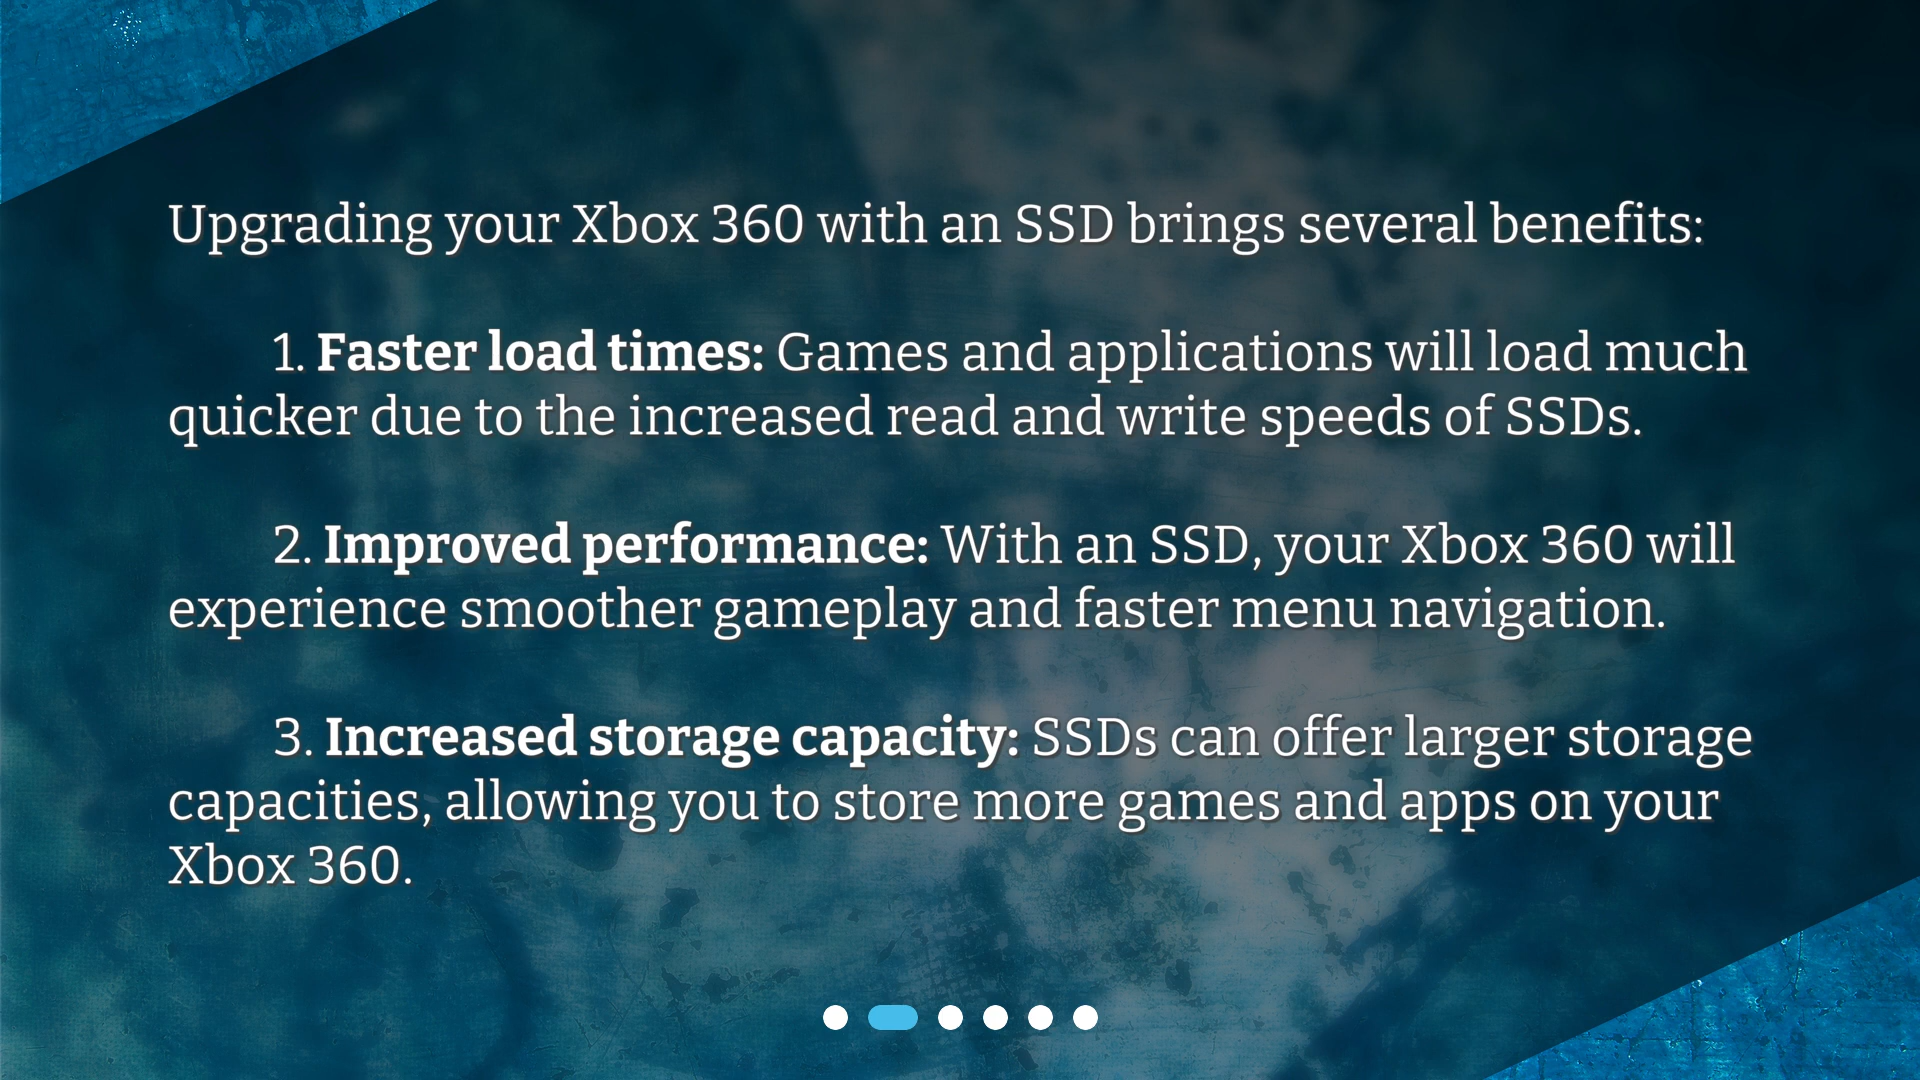 Upgrading your Xbox 360 with an SSD brings several benefits:
1. Faster load times: Games and applications will load much
quicker due to the increased read and write speeds of SSDs.
2. Improved performance: With an SSD, your Xbox 360 will
experience smoother gameplay and faster menu navigation.
3. Increased storage capacity: SSDs can offer larger storage
capacities, allowing you to store more games and apps on your
Xbox 360.